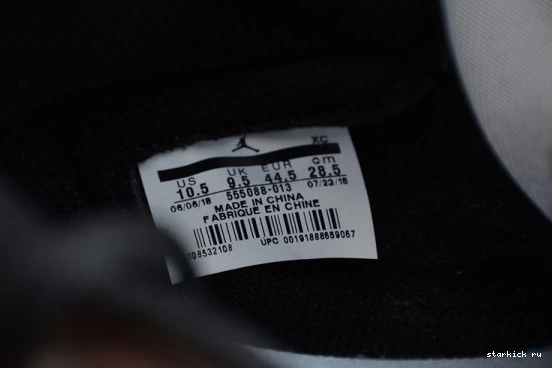 XC
US UK EUR cm
10.5 9.5 44.5 28.5
06/06/18 555088-013 07/22/18
MADE IN CHINA
FABRIQUE EN CHINE
108532108 UPC 00191888659067
starkick ru